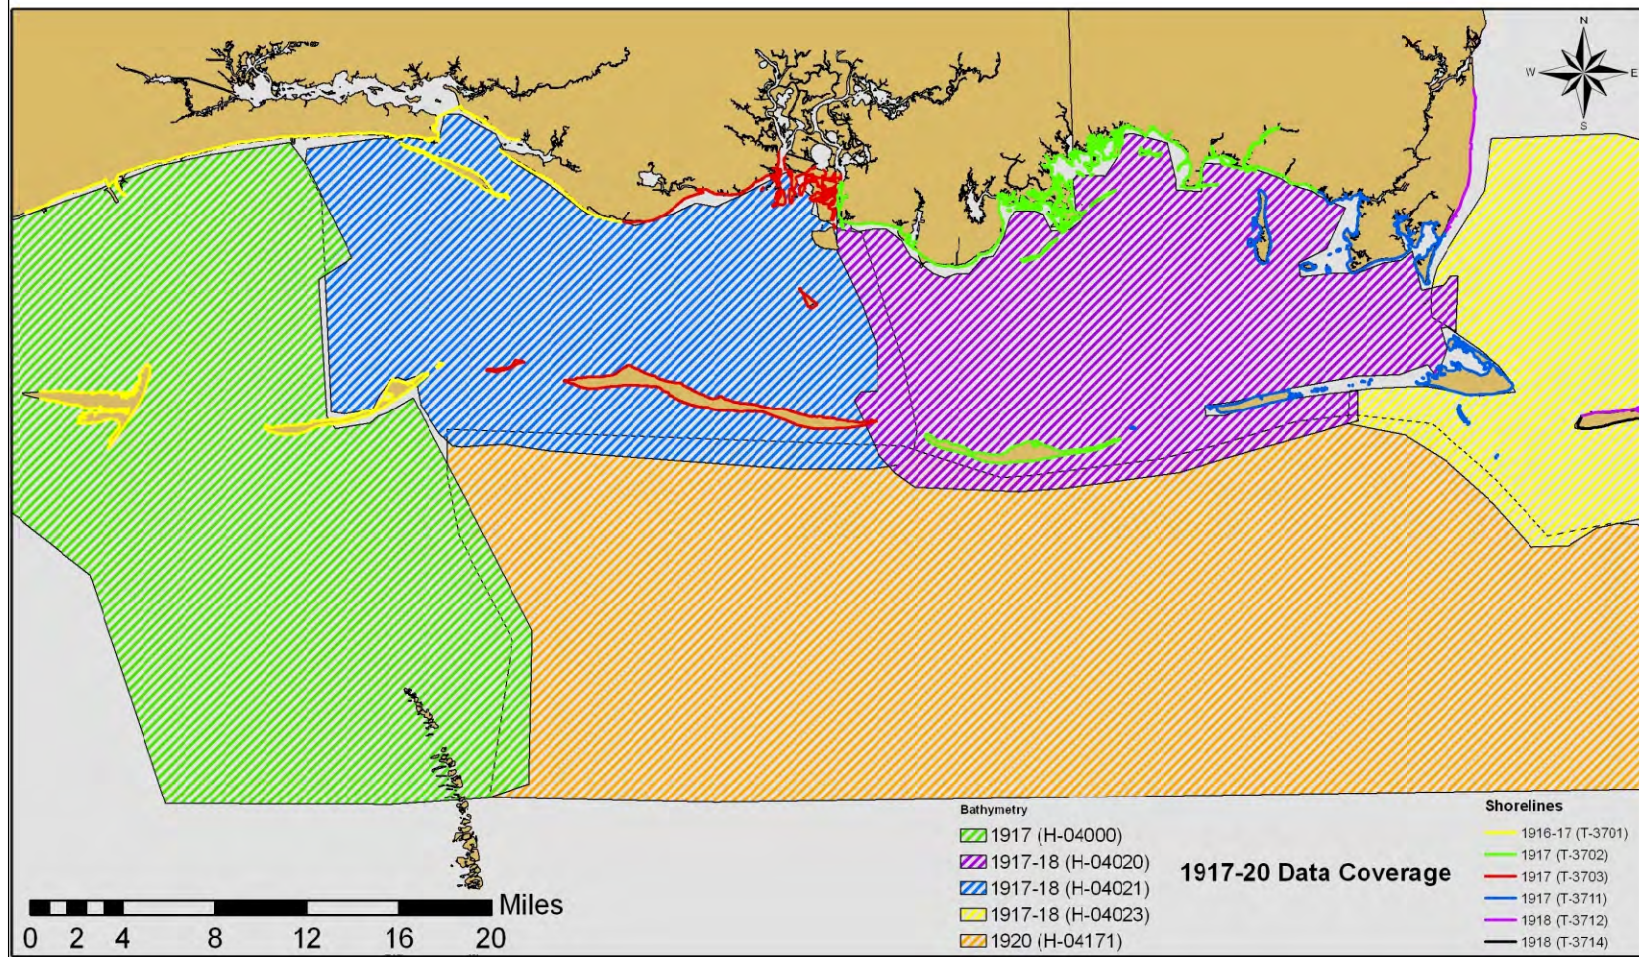 N
W E
S
Bathymetry
1917 (H-04000)
1917-18 (H-04020)
1917-18 (H-04021)
1917-18 (H-04023)
1920 (H-04171)
1917-20 Data Coverage
Shorelines
1916-17 (T-3701)
1917 (T-3702)
1917 (T-3703)
1917 (T-3711)
1918 (T-3712)
1918 (T-3714)
Miles
0 2 4 8 12 16 20